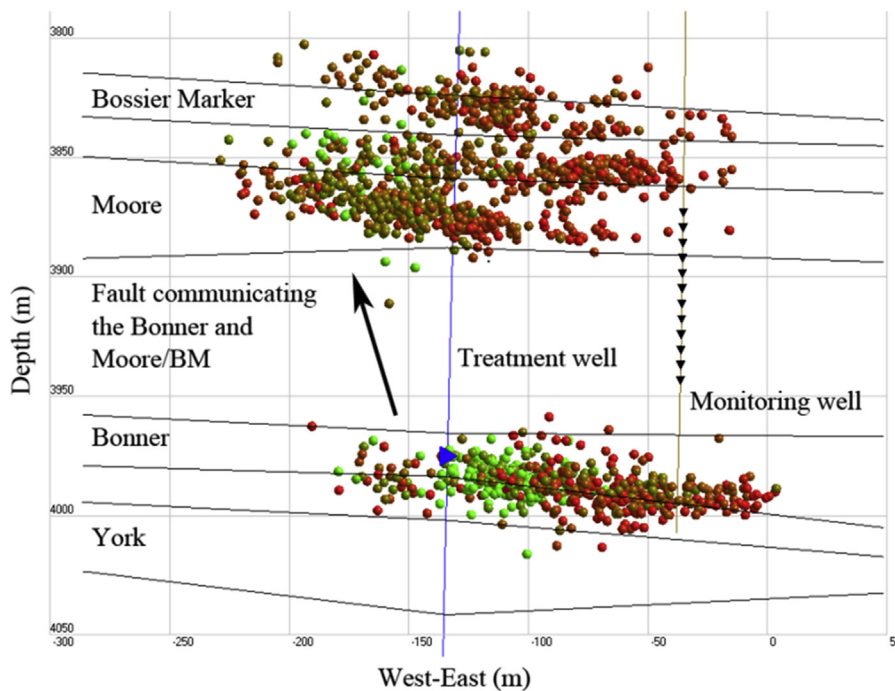 3800
Bossier Marker
3850
Moore
3900
Fault communicating
the Bonner and
Moore/BM
Depth (m)
Treatment well
3950
Monitoring well
Bonner
4000
York
4050
-300 -250 -200 -150 -100 -50 0 5
West-East (m)